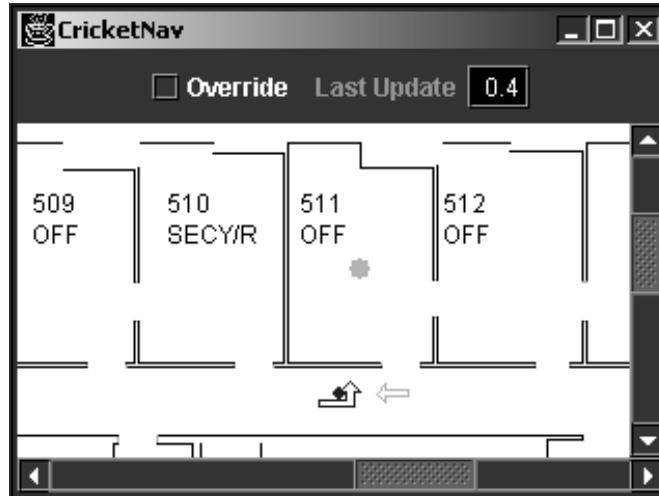 CricketNav
Override Last Update 0.4
509 510 511 512
OFF SECY/R OFF OFF